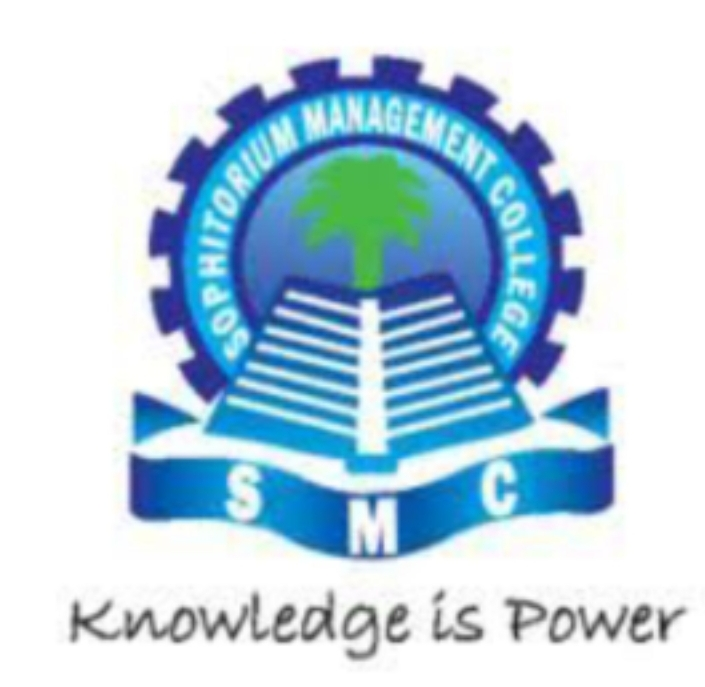 SOPHITORIUM MANAGEMENT COLLEGE
S M C
Knowledge is Power